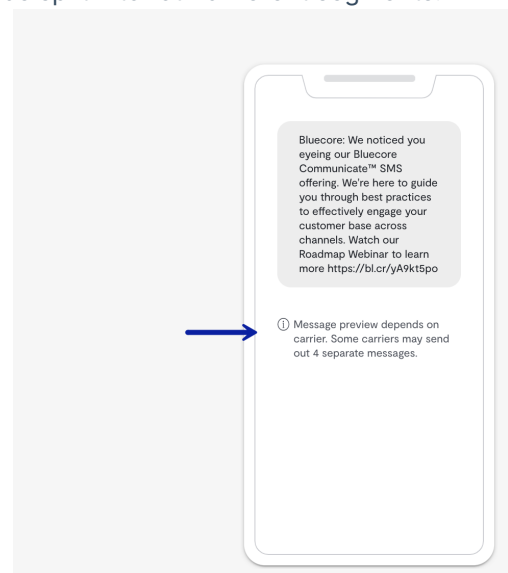 Bluecore: We noticed you
eyeing our Bluecore
Communicate™ SMS
offering. We're here to guide
you through best practices
to effectively engage your
customer base across
channels. Watch our
Roadmap Webinar to learn
more https://bl.cr/yA9kt5po
Message preview depends on
carrier. Some carriers may send
out 4 separate messages.